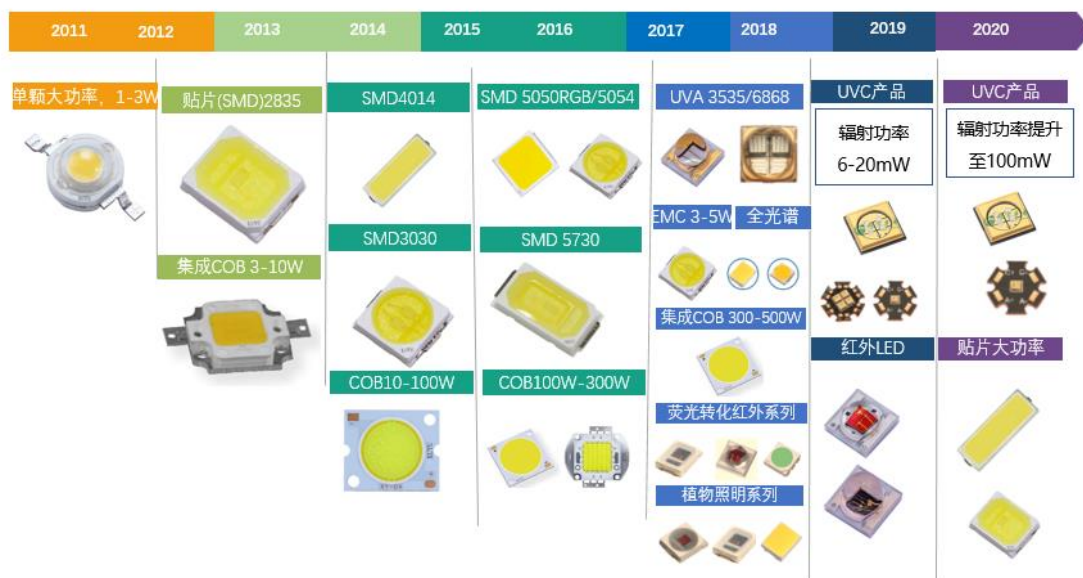 2011
2012
2013
2014
2015
2016
2017
2018
2019
2020
单颗大功率，1-3W
贴片(SMD)2835
集成COB 3-10W
SMD4014
SMD3030
COB10-100W
SMD 5050RGB/5054
SMD 5730
COB100W-300W
UVA 3535/6868
EMC 3-5W
全光谱
集成COB 300-500W
荧光转化红外系列
植物照明系列
UVC产品
辐射功率
6-20mW
红外LED
UVC产品
辐射功率提升
至100mW
贴片大功率